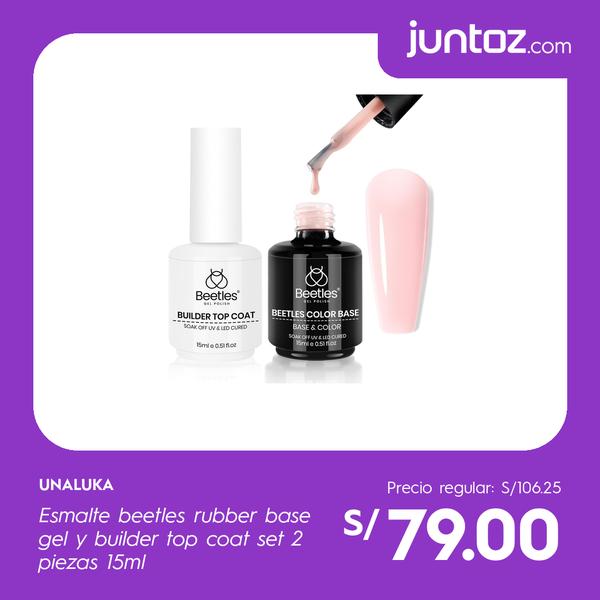 juntoz.com
Beetles®
GEL POLISH
BUILDER TOP COAT
SOAK OFF UV & LED CURED
15ml e 0.51 fl.oz
Beetles®
GEL POLISH
BEETLES COLOR BASE
BASE & COLOR
SOAK OFF UV & LED CURED
15ml e 0.51 fl.oz
UNALUKA
Esmalte beetles rubber base
gel y builder top coat set 2
piezas 15ml
Precio regular: S/106.25
S/79.00